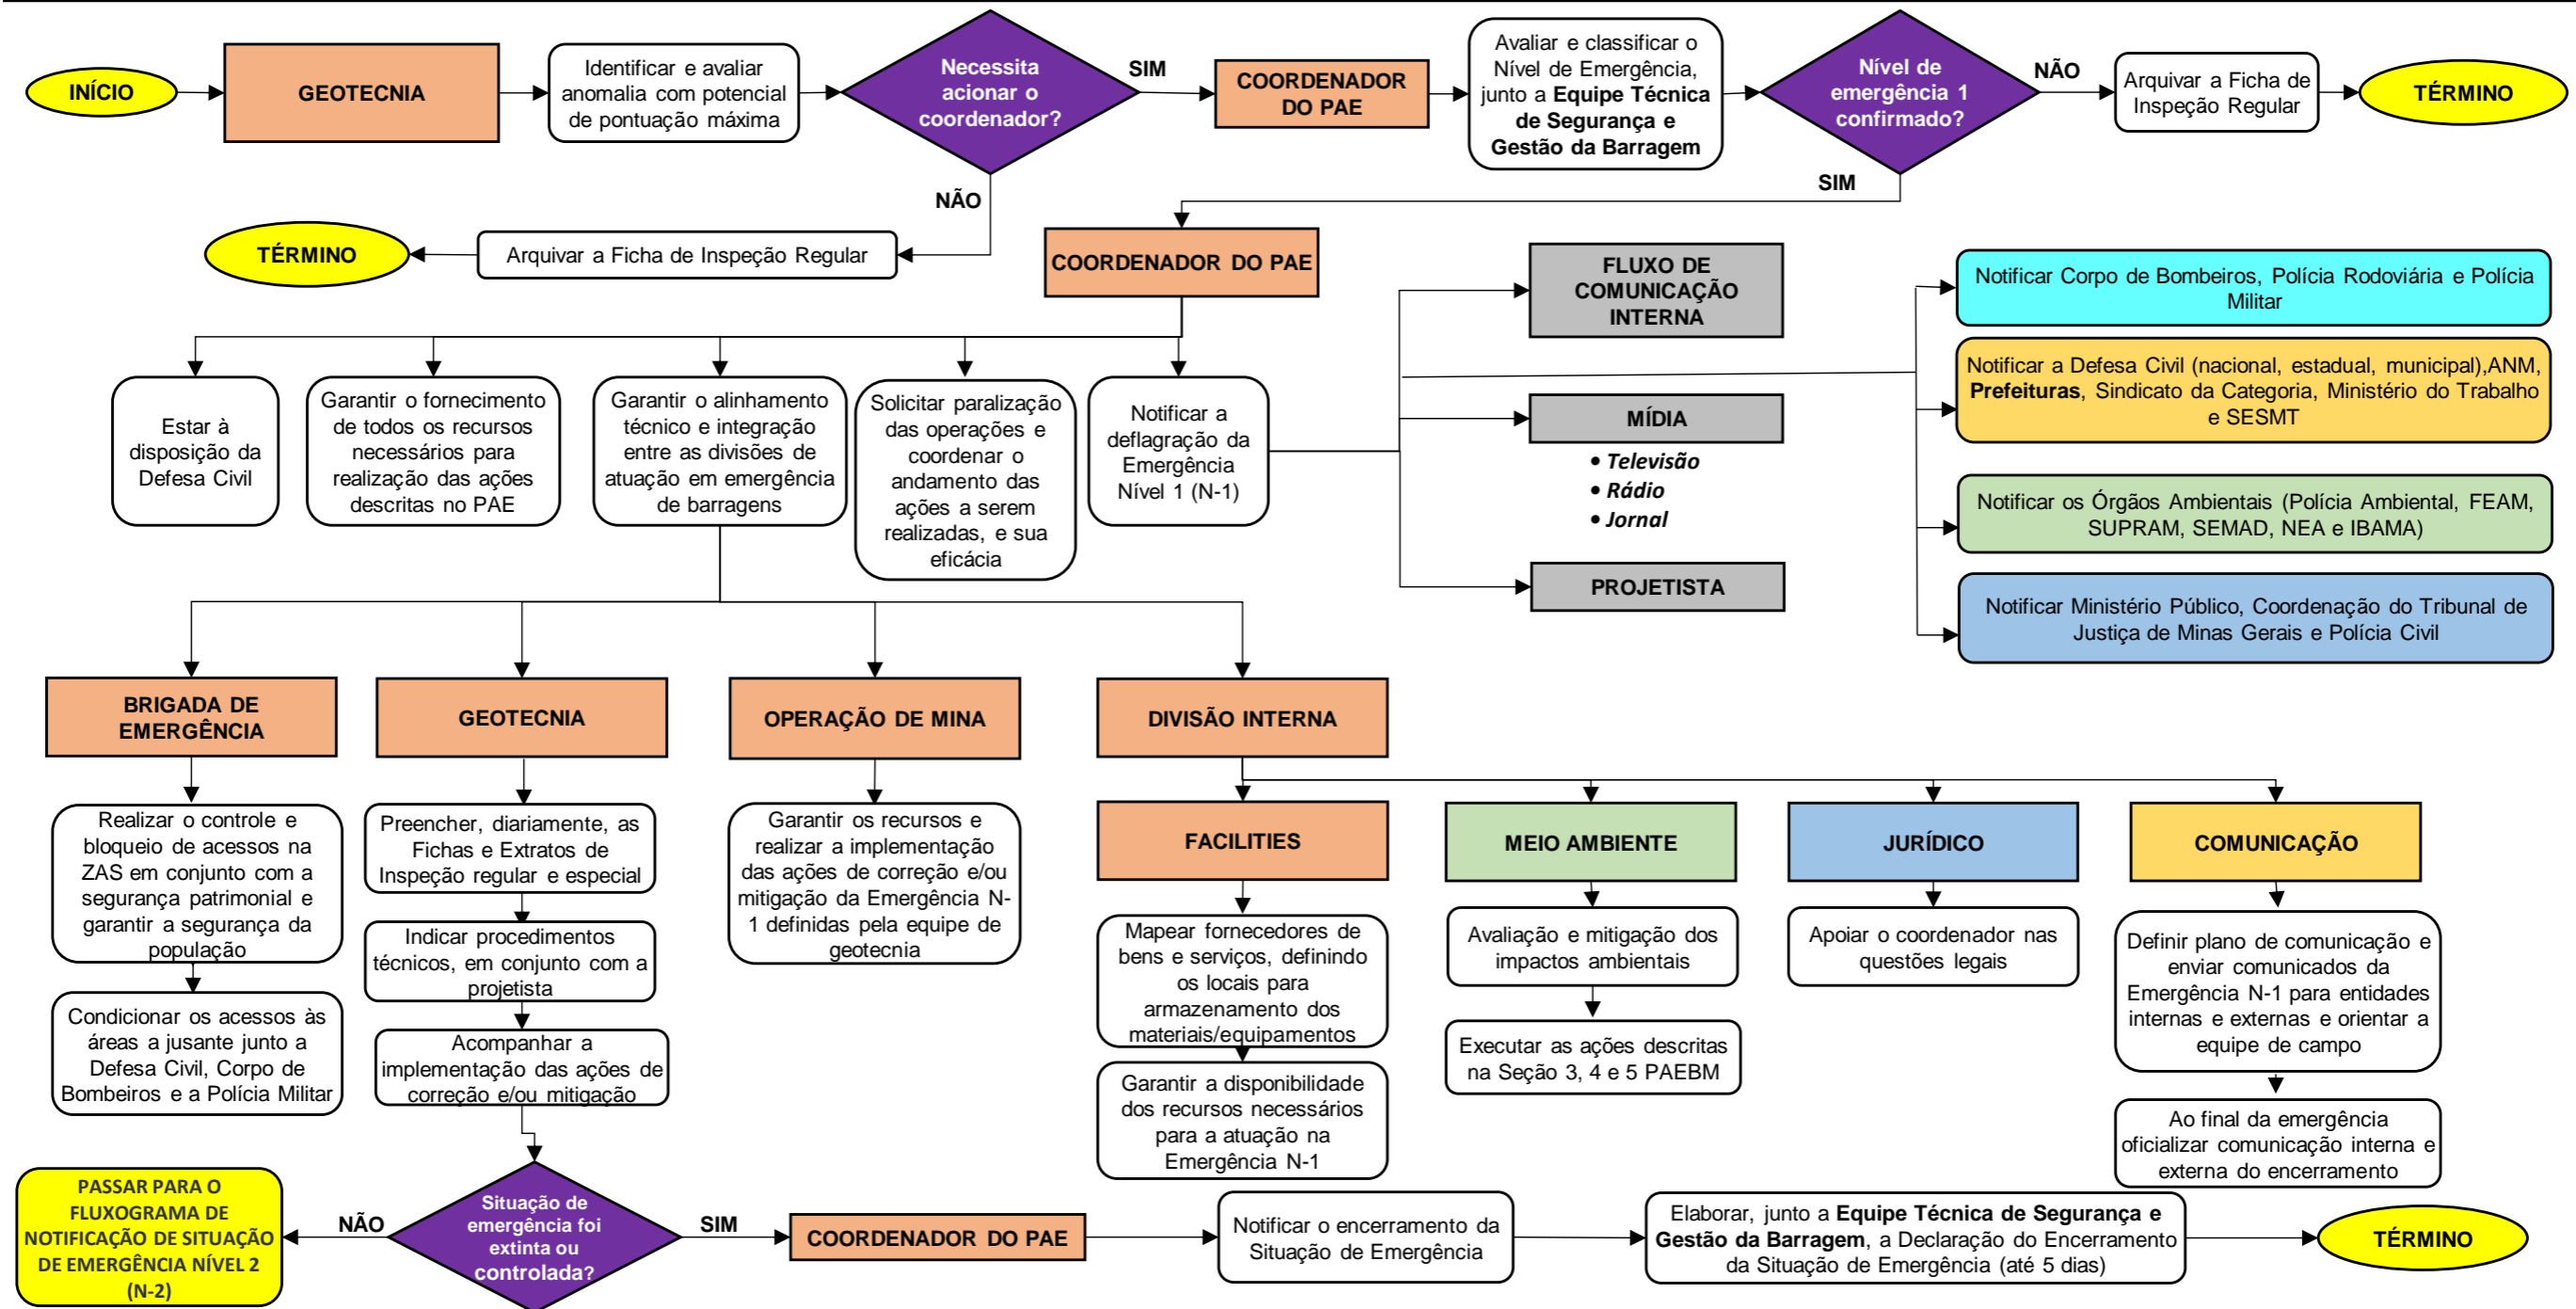 INÍCIO
GEOTECNIA
Identificar e avaliar
anomalia com potencial
de pontuação máxima
Necessita
acionar o
coordenador?
SIM
COORDENADOR
DO PAE
Avaliar e classificar o
Nível de Emergência,
junto a Equipe Técnica
de Segurança e
Gestão da Barragem
Nível de
emergência 1
confirmado?
NÃO
Arquivar a Ficha de
Inspeção Regular
TÉRMINO
NÃO
SIM
TÉRMINO
Arquivar a Ficha de Inspeção Regular
COORDENADOR DO PAE
FLUXO DE
COMUNICAÇÃO
INTERNA
Notificar Corpo de Bombeiros, Polícia Rodoviária e Polícia
Militar
Estar à
disposição da
Defesa Civil
Garantir o fornecimento
de todos os recursos
necessários para
realização das ações
descritas no PAE
Garantir o alinhamento
técnico e integração
entre as divisões de
atuação em emergência
de barragens
Solicitar paralização
das operações e
coordenar o
andamento das
ações a serem
realizadas, e sua
eficácia
Notificar a
deflagração da
Emergência
Nível 1 (N-1)
MÍDIA
• Televisão
• Rádio
• Jornal
PROJETISTA
Notificar a Defesa Civil (nacional, estadual, municipal),ANM,
Prefeituras, Sindicato da Categoria, Ministério do Trabalho
e SESMT
Notificar os Órgãos Ambientais (Polícia Ambiental, FEAM,
SUPRAM, SEMAD, NEA e IBAMA)
Notificar Ministério Público, Coordenação do Tribunal de
Justiça de Minas Gerais e Polícia Civil
BRIGADA DE
EMERGÊNCIA
GEOTECNIA
OPERAÇÃO DE MINA
DIVISÃO INTERNA
Realizar o controle e
bloqueio de acessos na
ZAS em conjunto com a
segurança patrimonial e
garantir a segurança da
população
Condicionar os acessos às
áreas a jusante junto a
Defesa Civil, Corpo de
Bombeiros e a Polícia Militar
Preencher, diariamente, as
Fichas e Extratos de
Inspeção regular e especial
Indicar procedimentos
técnicos, em conjunto com a
projetista
Acompanhar a
implementação das ações de
correção e/ou mitigação
Garantir os recursos e
realizar a implementação
das ações de correção e/ou
mitigação da Emergência N-
1 definidas pela equipe de
geotecnia
FACILITIES
MEIO AMBIENTE
JURÍDICO
COMUNICAÇÃO
Mapear fornecedores de
bens e serviços, definindo
os locais para
armazenamento dos
materiais/equipamentos
Garantir a disponibilidade
dos recursos necessários
para a atuação na
Emergência N-1
Avaliação e mitigação dos
impactos ambientais
Executar as ações descritas
na Seção 3, 4 e 5 PAEBM
Apoiar o coordenador nas
questões legais
Definir plano de comunicação e
enviar comunicados da
Emergência N-1 para entidades
internas e externas e orientar a
equipe de campo
Ao final da emergência
oficializar comunicação interna e
externa do encerramento
PASSAR PARA O
FLUXOGRAMA DE
NOTIFICAÇÃO DE SITUAÇÃO
DE EMERGÊNCIA NÍVEL 2
(N-2)
NÃO
Situação de
emergência foi
extinta ou
controlada?
SIM
COORDENADOR DO PAE
Notificar o encerramento da
Situação de Emergência
Elaborar, junto a Equipe Técnica de Segurança e
Gestão da Barragem, a Declaração do Encerramento
da Situação de Emergência (até 5 dias)
TÉRMINO